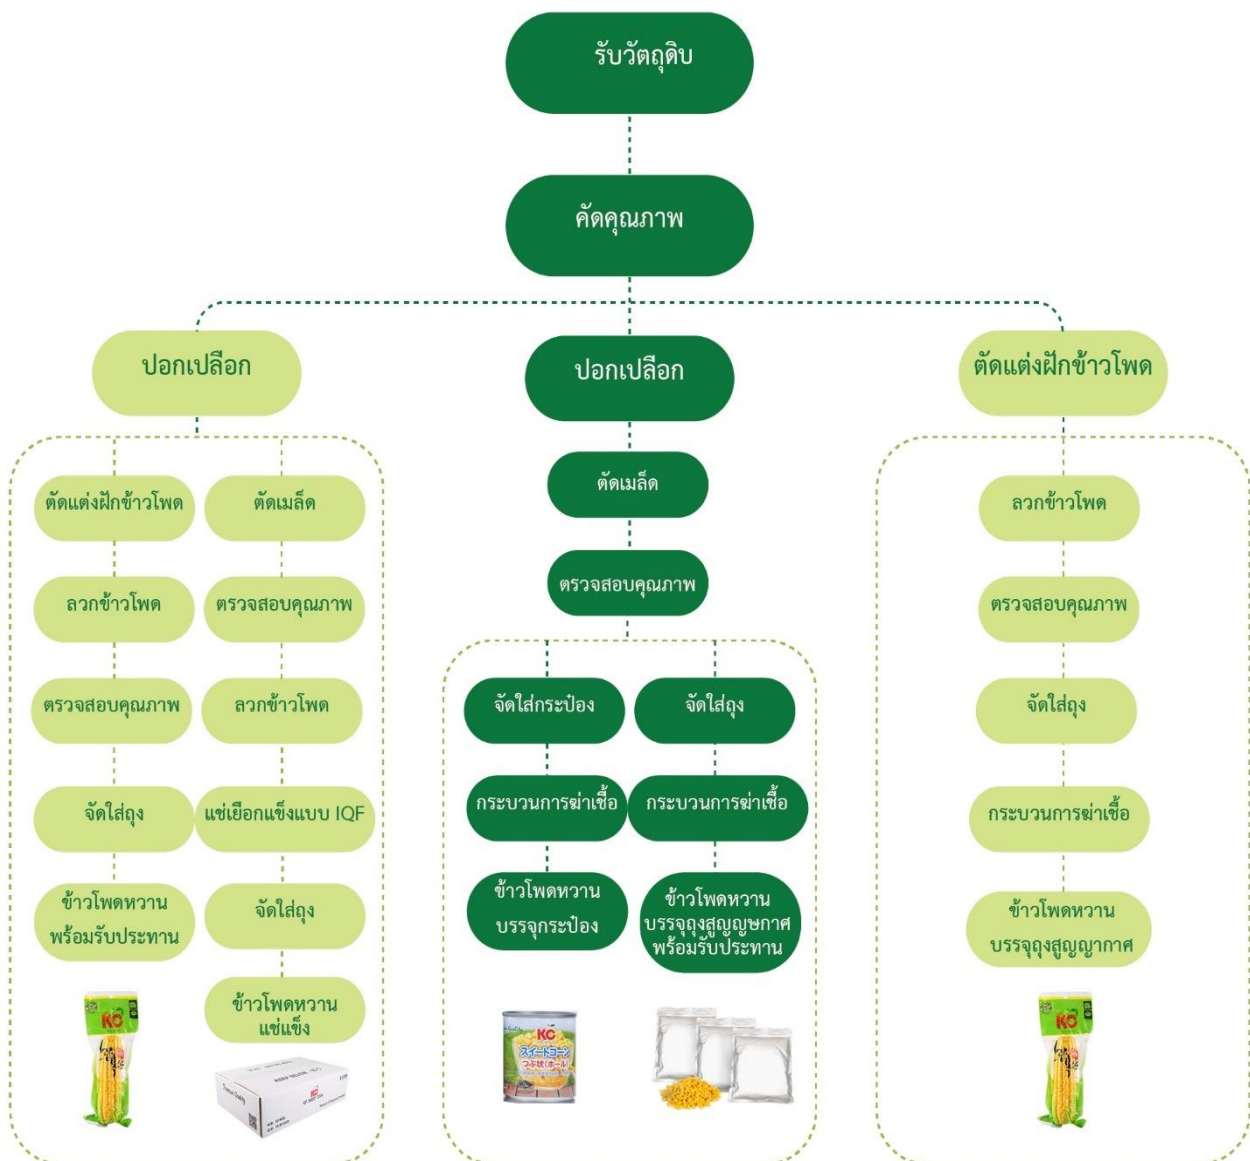 รับวัตถุดิบ
คัดคุณภาพ
ปอกเปลือก
ปอกเปลือก
ตัดแต่งฝักข้าวโพด
ตัดแต่งฝักข้าวโพด
ลวกข้าวโพด
ตรวจสอบคุณภาพ
จัดใส่ถุง
ข้าวโพดหวาน
พร้อมรับประทาน
KC
ตัดเมล็ด
ตรวจสอบคุณภาพ
ลวกข้าวโพด
แช่เยือกแข็งแบบ IQF
จัดใส่ถุง
ข้าวโพดหวาน
แช่แข็ง
KC
ตัดเมล็ด
ตรวจสอบคุณภาพ
จัดใส่กระป๋อง
กระบวนการฆ่าเชื้อ
ข้าวโพดหวาน
บรรจุกระป๋อง
KC
スイートコーン
つぶ状(ホール)
จัดใส่ถุง
กระบวนการฆ่าเชื้อ
ข้าวโพดหวาน
บรรจุถุงสูญญษกาศ
พร้อมรับประทาน
ลวกข้าวโพด
ตรวจสอบคุณภาพ
จัดใส่ถุง
กระบวนการฆ่าเชื้อ
ข้าวโพดหวาน
บรรจุถุงสูญญากาศ
KC